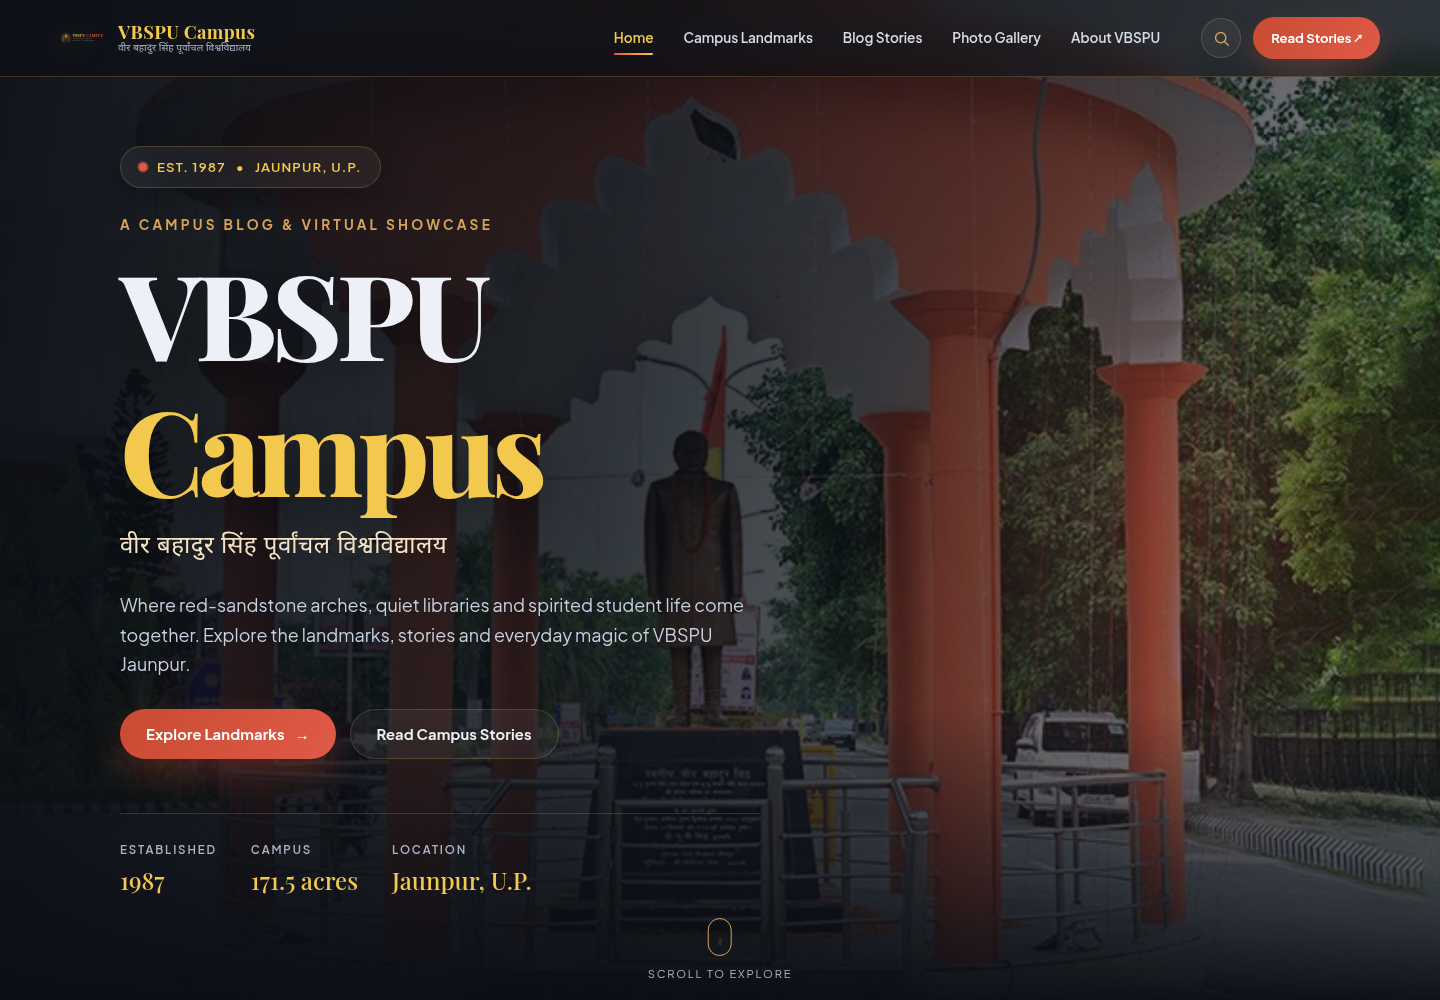 VBSPU Campus
वीर बहादुर सिंह पूर्वांचल विश्वविद्यालय
Home
Campus Landmarks
Blog Stories
Photo Gallery
About VBSPU
Read Stories↗
EST. 1987 • JAUNPUR, U.P.
A CAMPUS BLOG & VIRTUAL SHOWCASE
VBSPU
Campus
वीर बहादुर सिंह पूर्वांचल विश्वविद्यालय
Where red-sandstone arches, quiet libraries and spirited student life come
together. Explore the landmarks, stories and everyday magic of VBSPU
Jaunpur.
Explore Landmarks →
Read Campus Stories
ESTABLISHED
1987
CAMPUS
171.5 acres
LOCATION
Jaunpur, U.P.
SCROLL TO EXPLORE